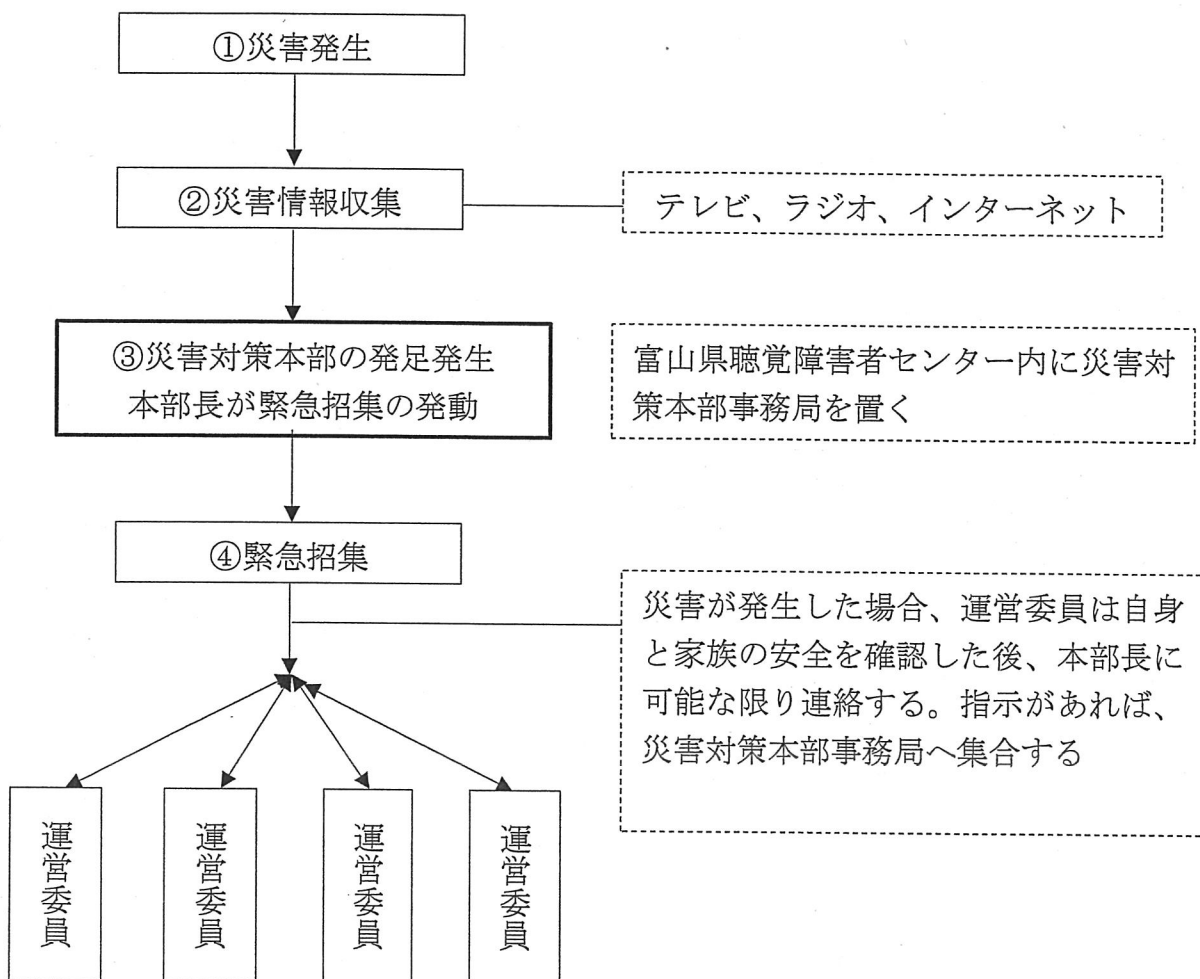 ①災害発生
②災害情報収集
テレビ、ラジオ、インターネット
③災害対策本部の発足発生
本部長が緊急招集の発動
富山県聴覚障害者センター内に災害対
策本部事務局を置く
④緊急招集
災害が発生した場合、運営委員は自身
と家族の安全を確認した後、本部長に
可能な限り連絡する。指示があれば、
災害対策本部事務局へ集合する
運営委員
運営委員
運営委員
運営委員